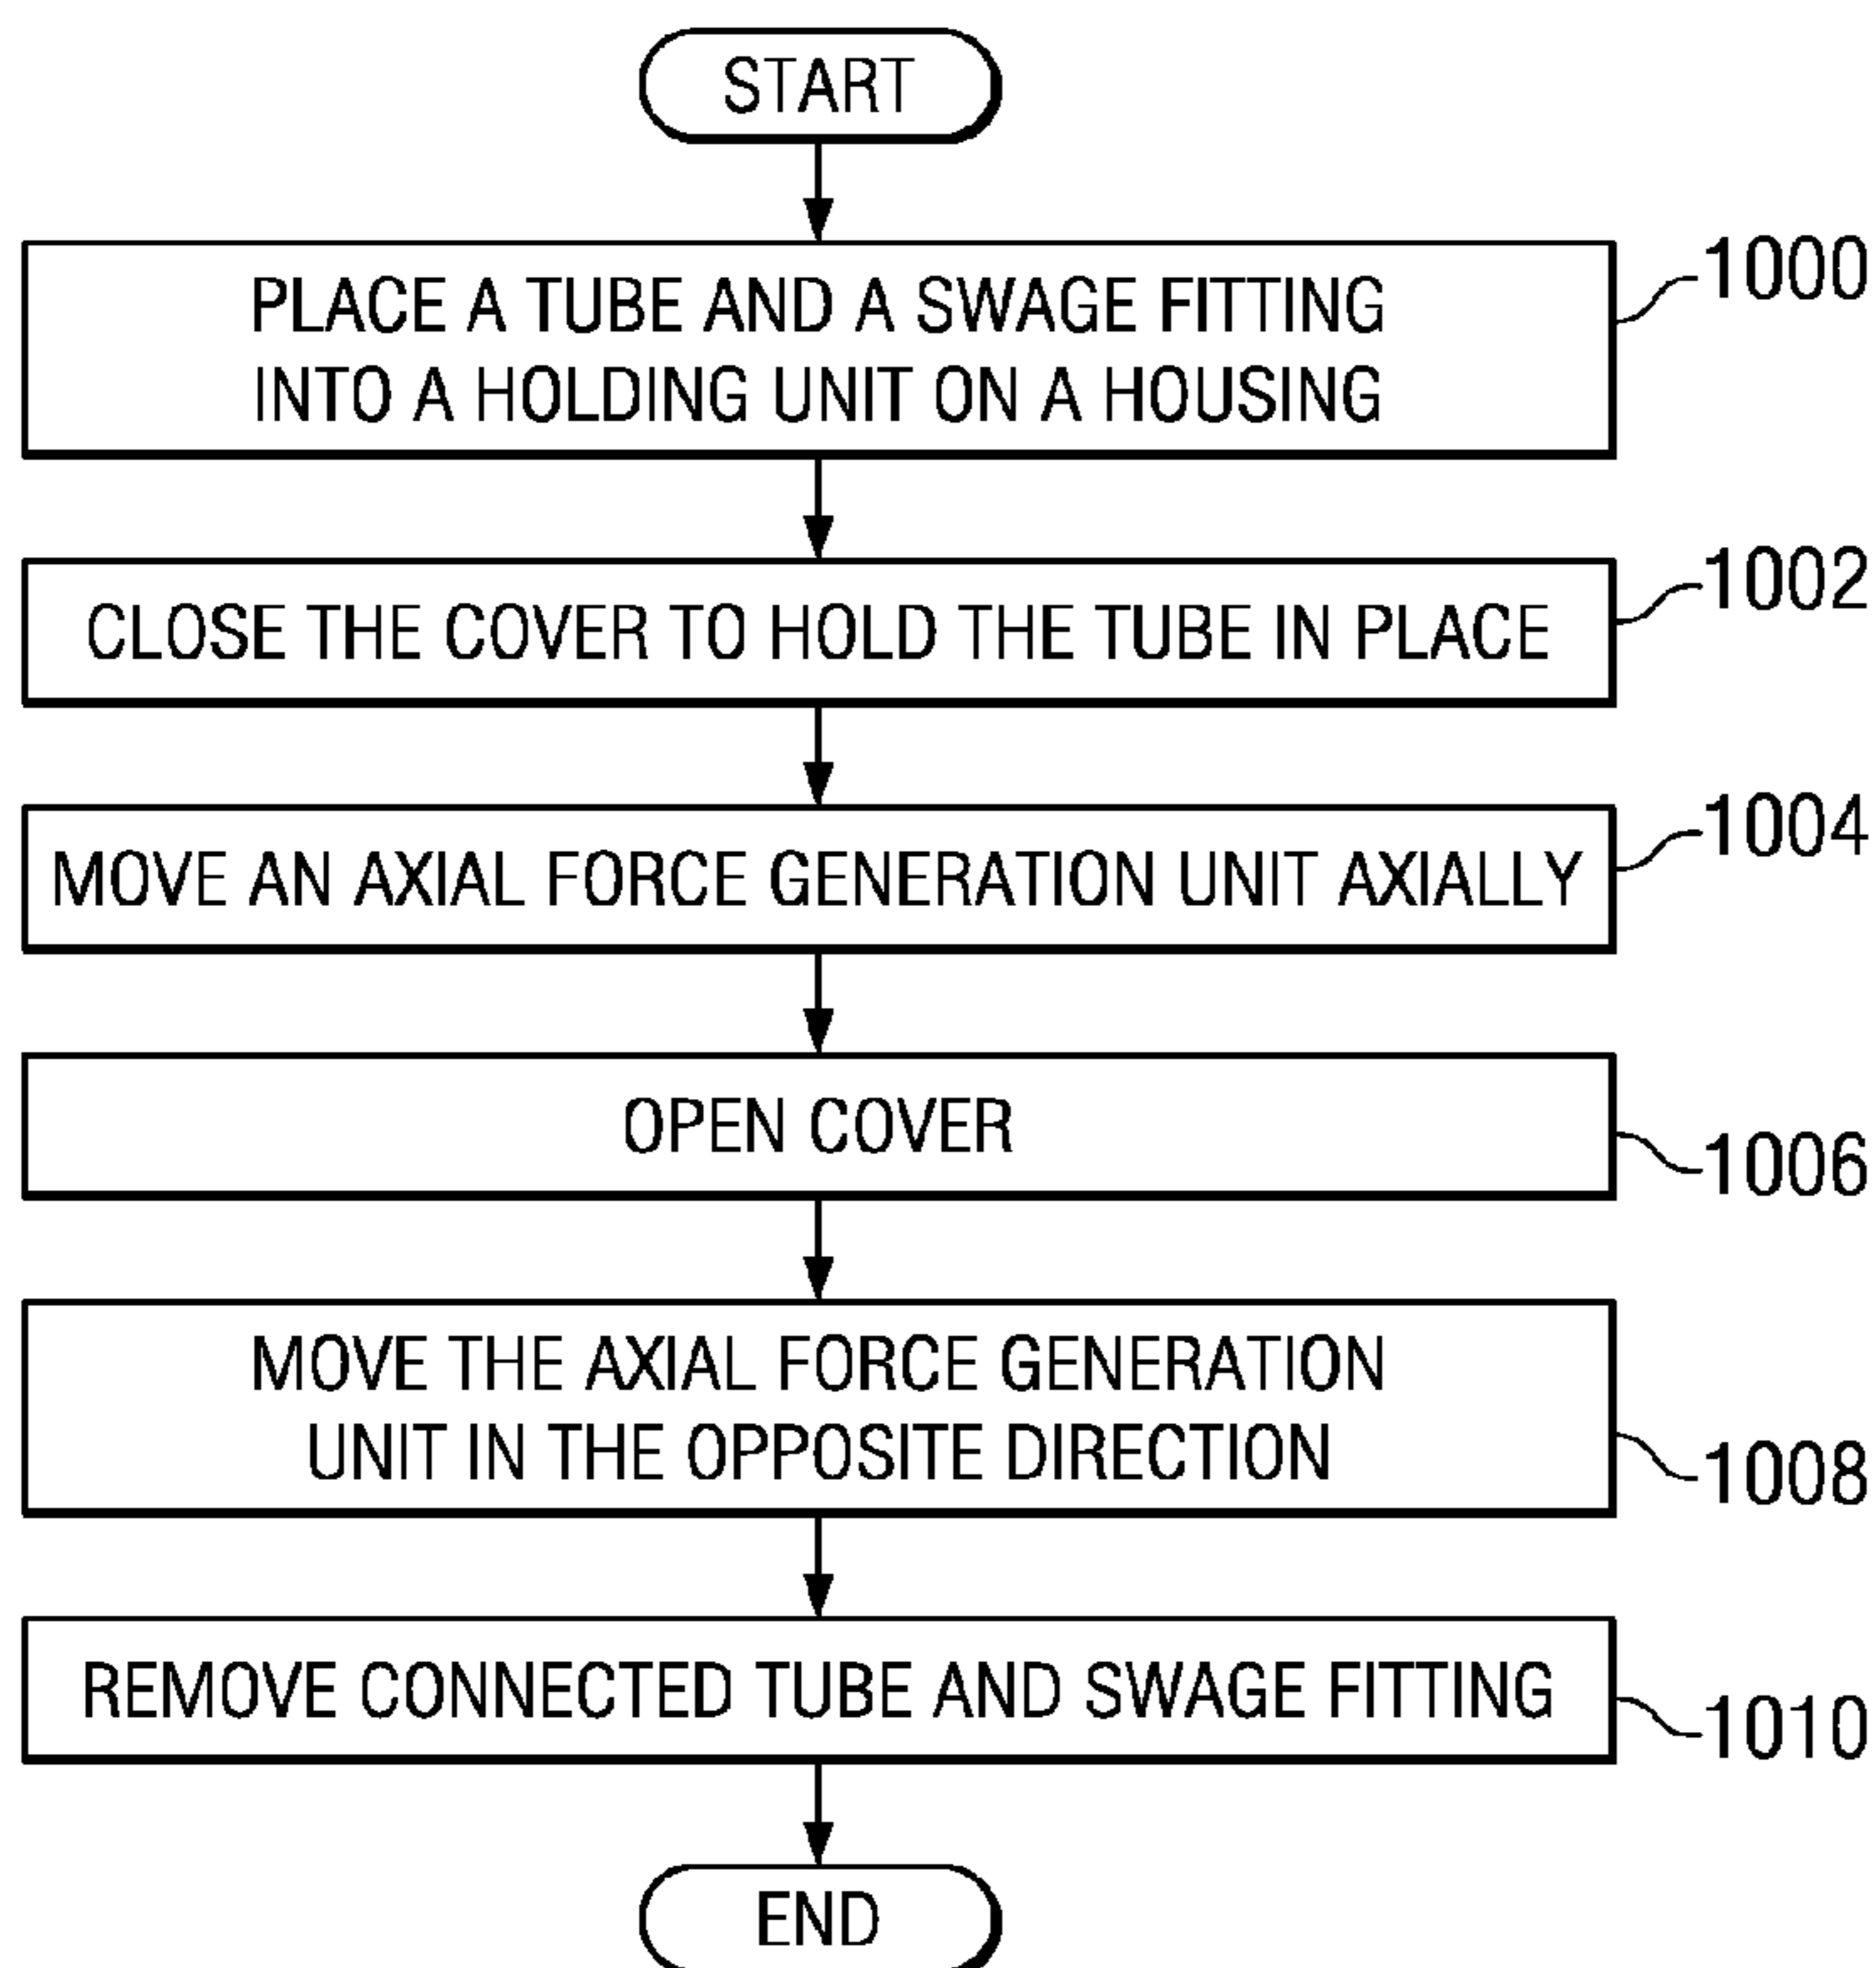 START
PLACE A TUBE AND A SWAGE FITTING
INTO A HOLDING UNIT ON A HOUSING
1000
CLOSE THE COVER TO HOLD THE TUBE IN PLACE
1002
MOVE AN AXIAL FORCE GENERATION UNIT AXIALLY
1004
OPEN COVER
1006
MOVE THE AXIAL FORCE GENERATION
UNIT IN THE OPPOSITE DIRECTION
1008
REMOVE CONNECTED TUBE AND SWAGE FITTING
1010
END